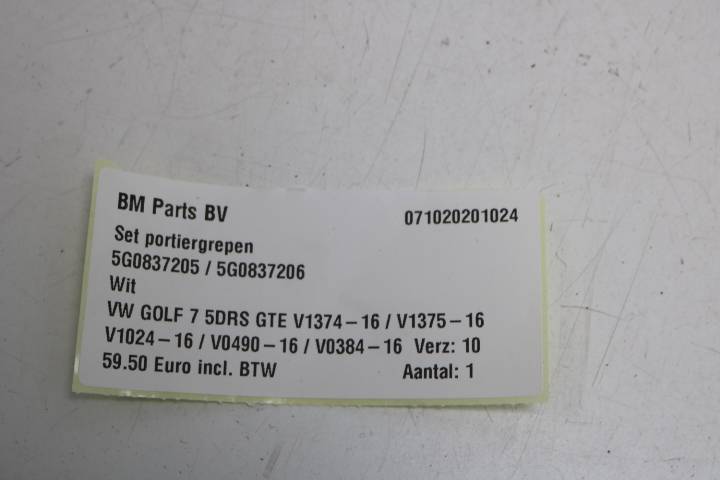 BM Parts BV 071020201024
Set portiergrepen
5G0837205 / 5G0837206
Wit
VW GOLF 7 5DRS GTE V1374-16 / V1375-16
V1024-16 / V0490-16 / V0384-16 Verz: 10
59.50 Euro incl. BTW Aantal: 1